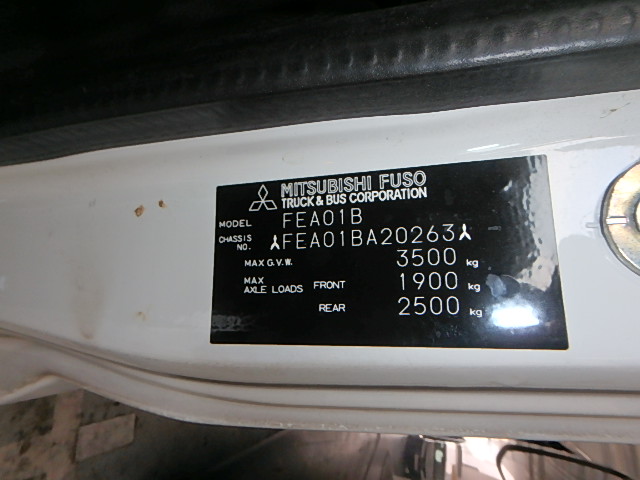 MITSUBISHI FUSO
TRUCK & BUS CORPORATION
MODEL FEA01B
CHASSIS NO. FEA01BA20263
MAX G.V.W. 3500 kg
MAX AXLE LOADS FRONT 1900 kg
REAR 2500 kg